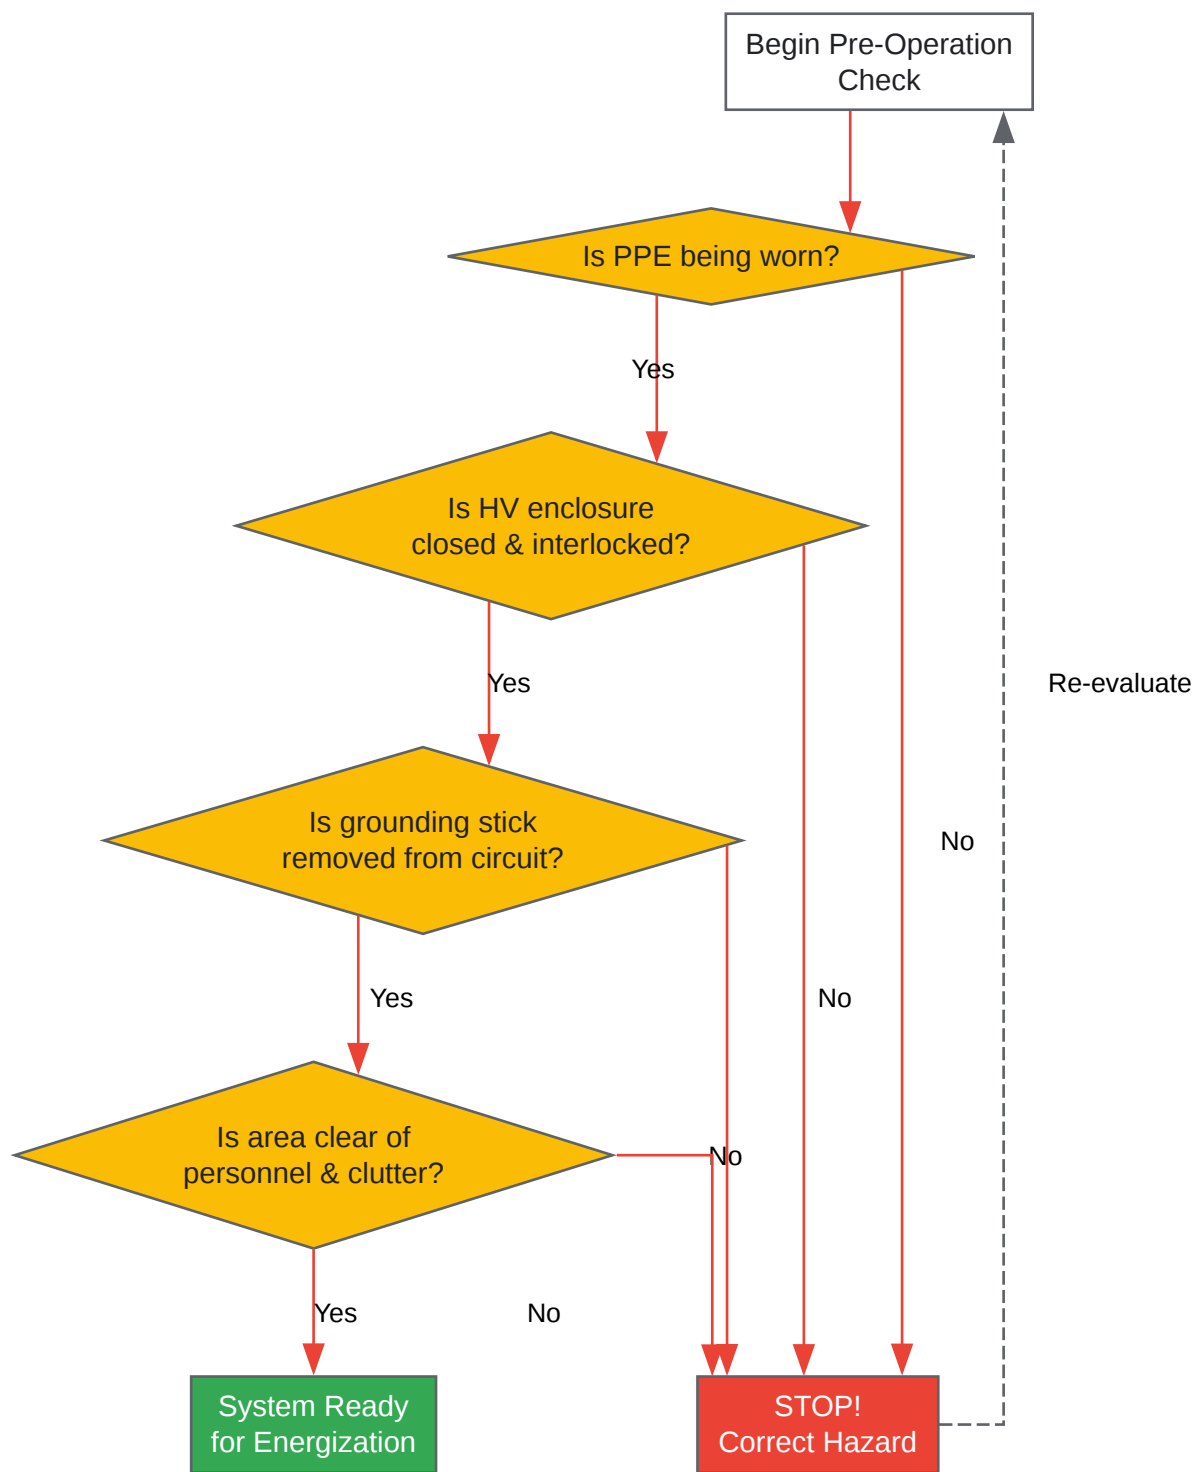 Begin Pre-Operation
Check
Is PPE being worn?
Yes
Is HV enclosure
closed & interlocked?
Yes
Re-evaluate
Is grounding stick
removed from circuit?
No
Yes
No
Is area clear of
personnel & clutter?
No
Yes
No
System Ready
for Energization
STOP!
Correct Hazard